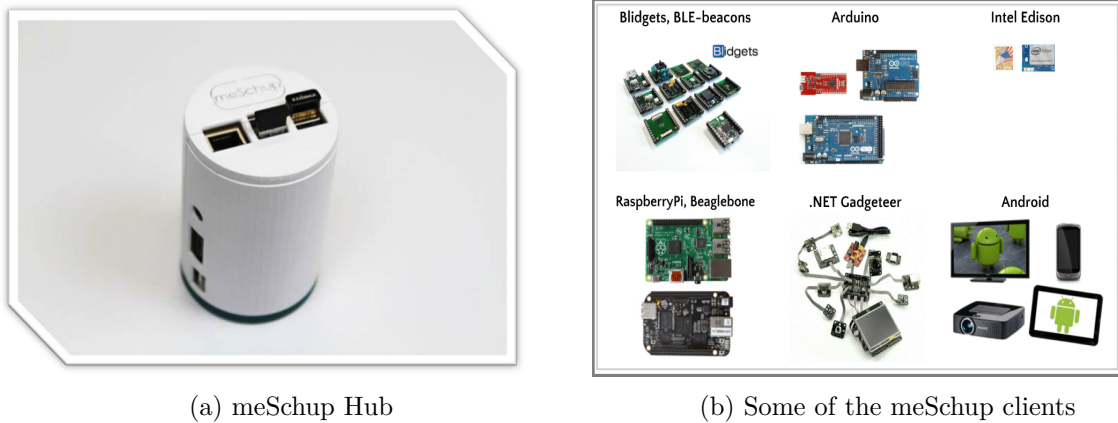 meSchup
Blidgets, BLE-beacons
Arduino
Intel Edison
Blidgets
RaspberryPi, Beaglebone
.NET Gadgeteer
Android
(a) meSchup Hub
(b) Some of the meSchup clients